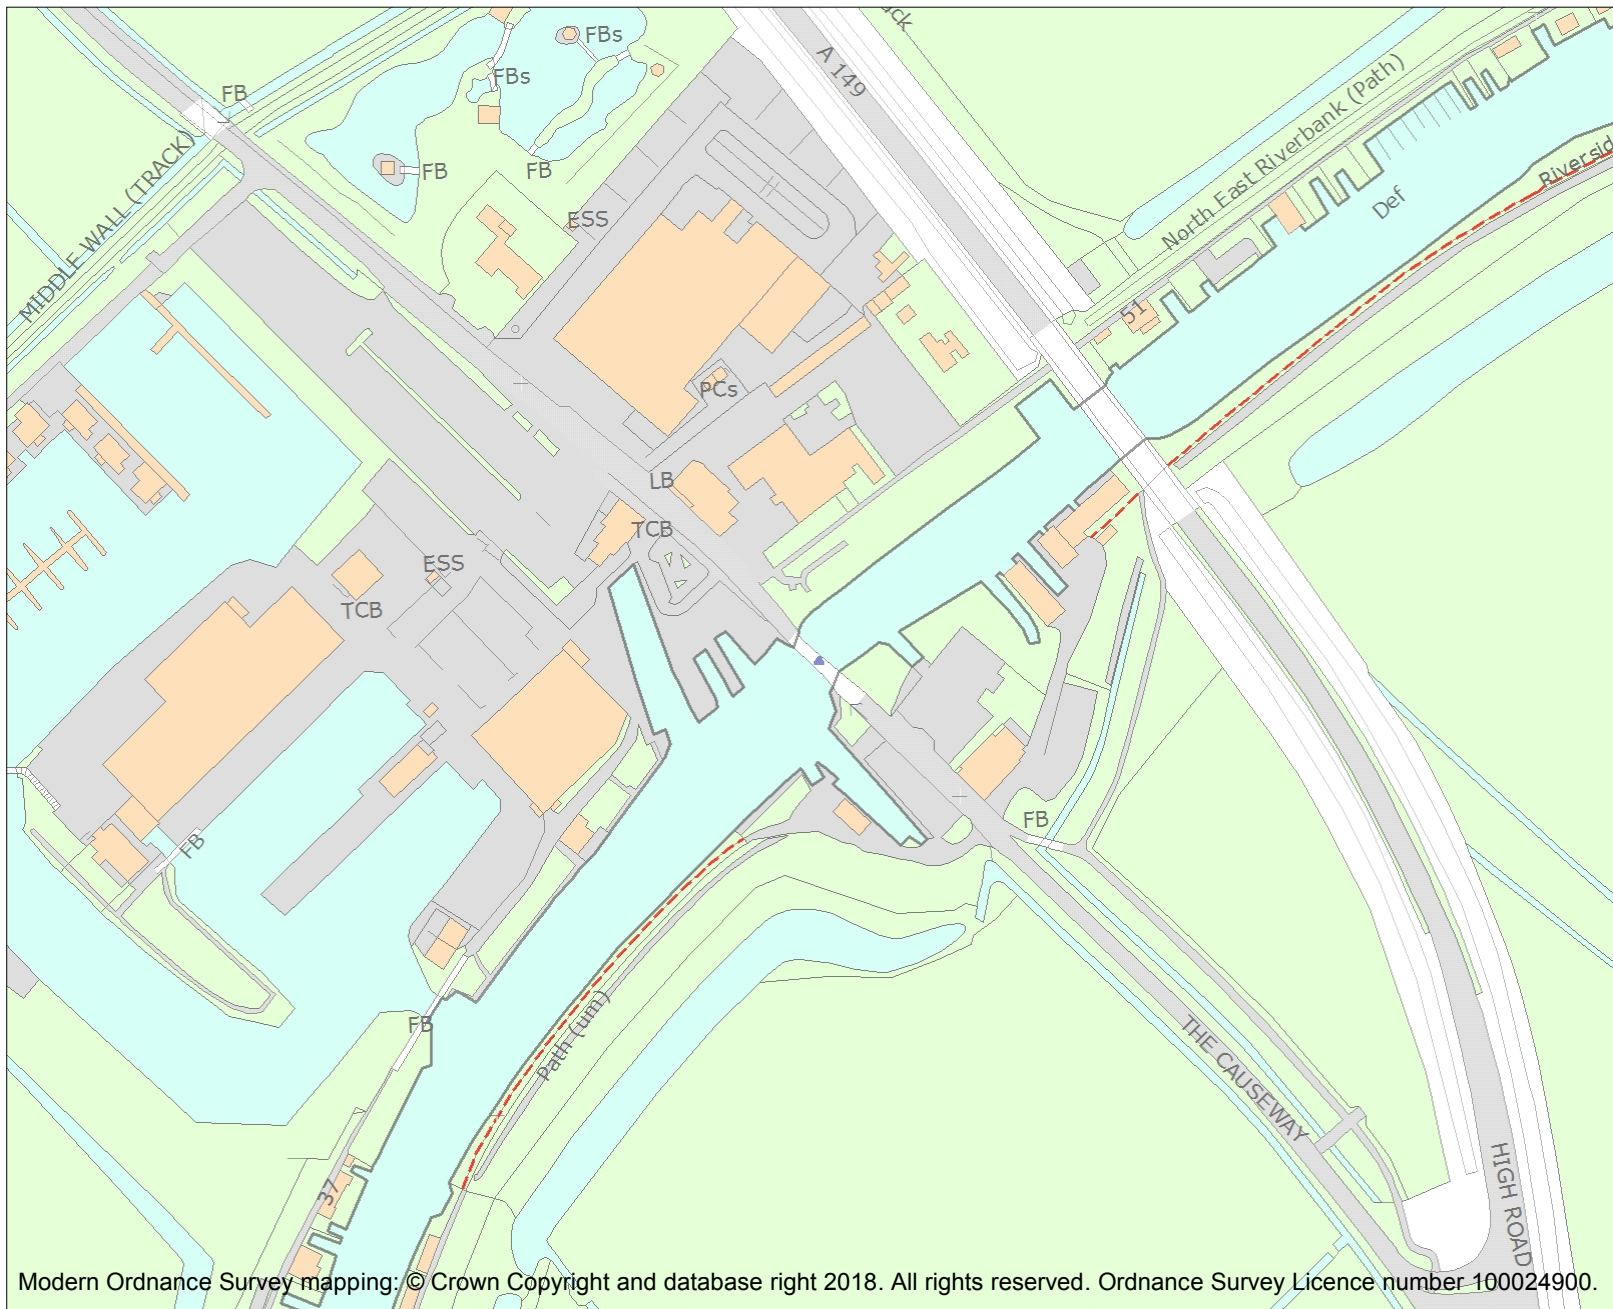 ck
FBs
A 149
FBs
FB
North East Riverbank (Path)
MIDDLE WALL (TRACK)
FB
FB
Riversid
Def
ESS
51
PCs
LB
TCB
ESS
TCB
FB
FB
Path (um)
FB
THE CAUSEWAY
HIGH ROAD
37
Modern Ordnance Survey mapping: © Crown Copyright and database right 2018. All rights reserved. Ordnance Survey Licence number 100024900.